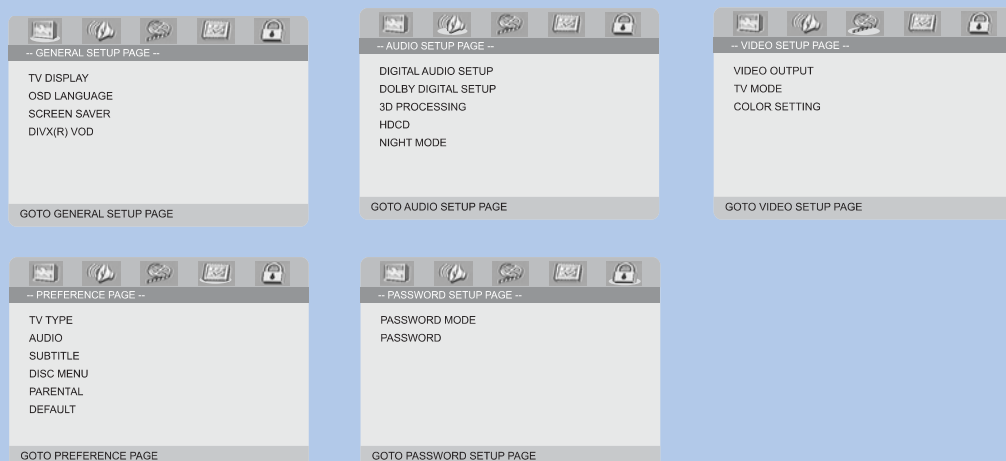 -- GENERAL SETUP PAGE --
TV DISPLAY
OSD LANGUAGE
SCREEN SAVER
DIVX(R) VOD
GOTO GENERAL SETUP PAGE
-- AUDIO SETUP PAGE --
DIGITAL AUDIO SETUP
DOLBY DIGITAL SETUP
3D PROCESSING
HDCD
NIGHT MODE
GOTO AUDIO SETUP PAGE
-- VIDEO SETUP PAGE --
VIDEO OUTPUT
TV MODE
COLOR SETTING
GOTO VIDEO SETUP PAGE
-- PREFERENCE PAGE --
TV TYPE
AUDIO
SUBTITLE
DISC MENU
PARENTAL
DEFAULT
GOTO PREFERENCE PAGE
-- PASSWORD SETUP PAGE --
PASSWORD MODE
PASSWORD
GOTO PASSWORD SETUP PAGE